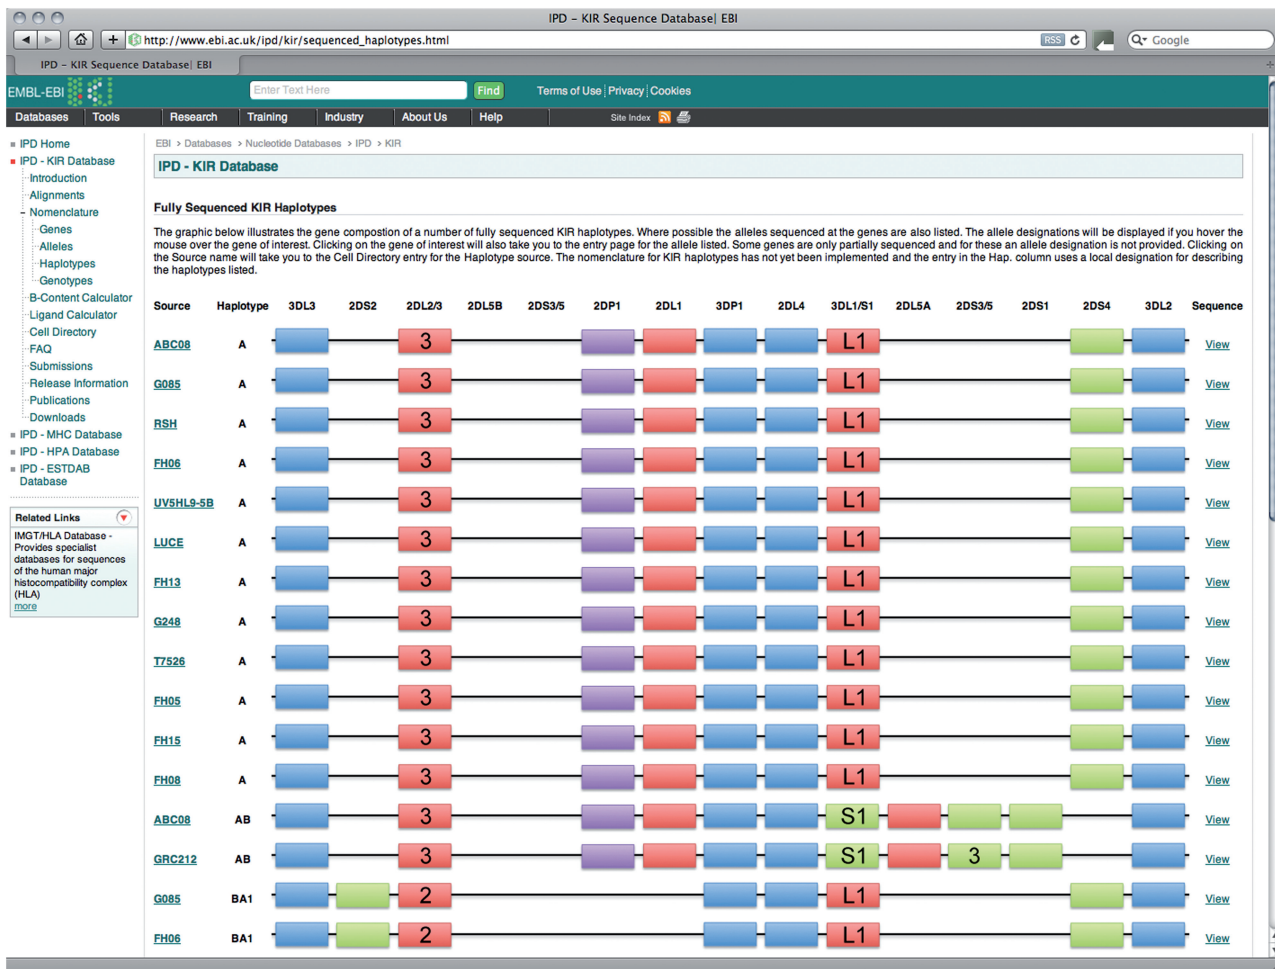 IPD – KIR Sequence Database| EBI
http://www.ebi.ac.uk/ipd/kir/sequenced_haplotypes.html
RSS
Google
IPD – KIR Sequence Database| EBI
EMBL-EBI
Enter Text Here
Find
Terms of Use | Privacy | Cookies
Databases Tools Research Training Industry About Us Help Site Index
IPD Home
IPD - KIR Database
Introduction
Alignments
Nomenclature
Genes
Alleles
Haplotypes
Genotypes
B-Content Calculator
Ligand Calculator
Cell Directory
FAQ
Submissions
Release Information
Publications
Downloads
IPD - MHC Database
IPD - HPA Database
IPD - ESTDAB
Database
Related Links
IMGT/HLA Database -
Provides specialist
databases for sequences
of the human major
histocompatibility complex
(HLA)
more
EBI > Databases > Nucleotide Databases > IPD > KIR
IPD - KIR Database
Fully Sequenced KIR Haplotypes
The graphic below illustrates the gene compostion of a number of fully sequenced KIR haplotypes. Where possible the alleles sequenced at the genes are also listed. The allele designations will be displayed if you hover the
mouse over the gene of interest. Clicking on the gene of interest will also take you to the entry page for the allele listed. Some genes are only partially sequenced and for these an allele designation is not provided. Clicking on
the Source name will take you to the Cell Directory entry for the Haplotype source. The nomenclature for KIR haplotypes has not yet been implemented and the entry in the Hap. column uses a local designation for describing
the haplotypes listed.
Source Haplotype 3DL3 2DS2 2DL2/3 2DL5B 2DS3/5 2DP1 2DL1 3DP1 2DL4 3DL1/S1 2DL5A 2DS3/5 2DS1 2DS4 3DL2 Sequence
ABC08 A 3 L1 View
G085 A 3 L1 View
RSH A 3 L1 View
FH06 A 3 L1 View
UV5HL9-5B A 3 L1 View
LUCE A 3 L1 View
FH13 A 3 L1 View
G248 A 3 L1 View
T7526 A 3 L1 View
FH05 A 3 L1 View
FH15 A 3 L1 View
FH08 A 3 L1 View
ABC08 AB 3 S1 View
GRC212 AB 3 S1 3 View
G085 BA1 2 L1 View
FH06 BA1 2 L1 View